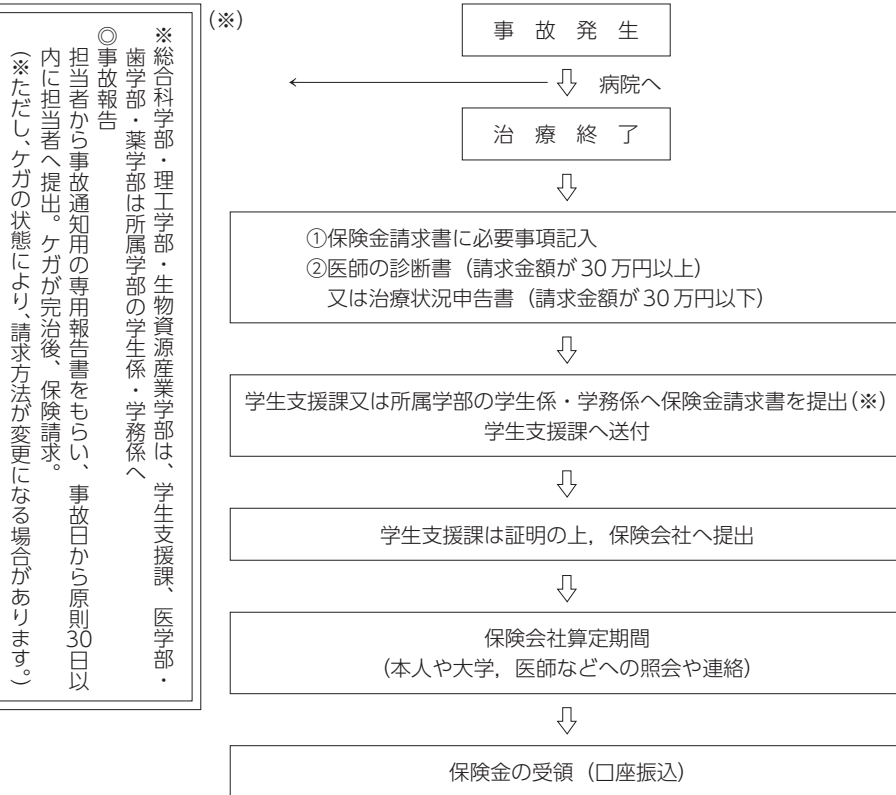 (※)
※総合科学部・理工学部・生物資源産業学部は、学生支援課、医学部・
歯学部・薬学部は所属学部の学生係・学務係へ
◎事故報告
担当者から事故通知用の専用報告書をもらい、事故日から原則30日以
内に担当者へ提出。ケガが完治後、保険請求。
(※ただし、ケガの状態により、請求方法が変更になる場合があります。)
事故発生
病院へ
治療終了
①保険金請求書に必要事項記入
②医師の診断書(請求金額が30万円以上)
又は治療状況申告書(請求金額が30万円以下)
学生支援課又は所属学部の学生係・学務係へ保険金請求書を提出(※)
学生支援課へ送付
学生支援課は証明の上，保険会社へ提出
保険会社算定期間
(本人や大学，医師などへの照会や連絡)
保険金の受領(口座振込)